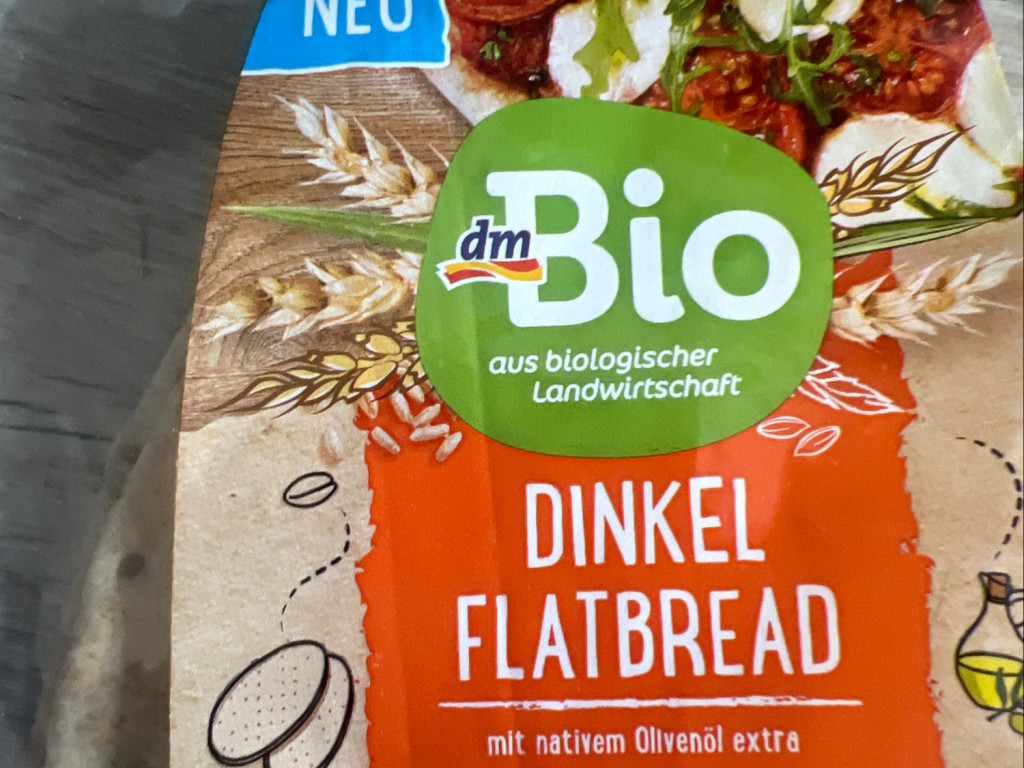 NEU
dm
Bio
aus biologischer
Landwirtschaft
DINKEL
FLATBREAD
mit nativem Olivenöl extra